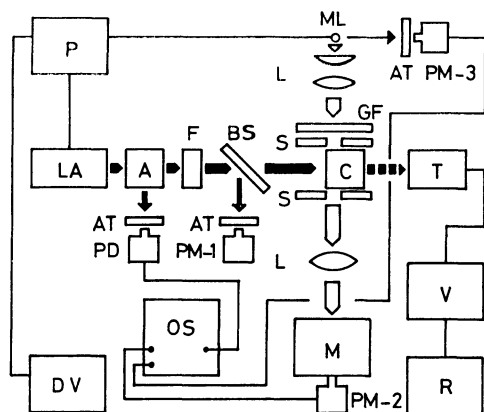 ML
P
L
AT PM-3
GF
F
BS
S
LA
A
C
T
AT
AT
S
PD
PM-1
L
V
OS
M
DV
PM-2
R